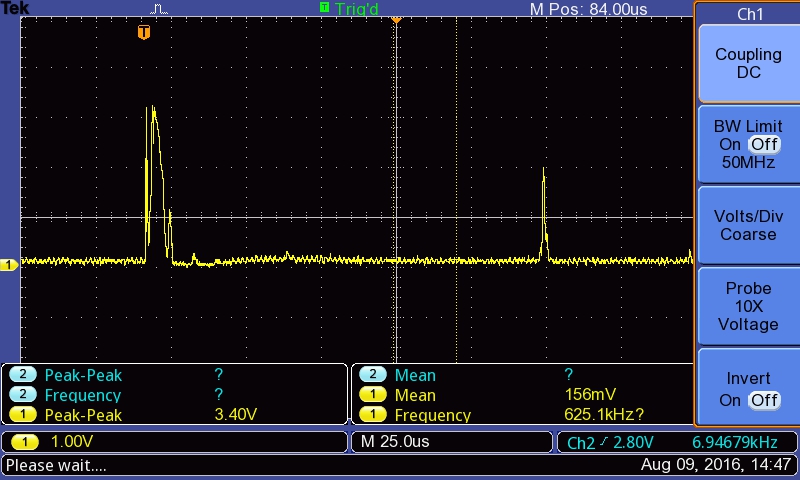 Tek T Trig'd M Pos: 84.00us Ch1
T
Coupling
DC
BW Limit
On Off
50MHz
Volts/Div
Coarse
1
Probe
10X
Voltage
2 Peak-Peak ?
2 Frequency ?
1 Peak-Peak 3.40V
2 Mean ?
1 Mean 156mV
1 Frequency 625.1kHz?
Invert
On Off
1 1.00V M 25.0us Ch2 2.80V 6.94679kHz
Please wait.... Aug 09, 2016, 14:47